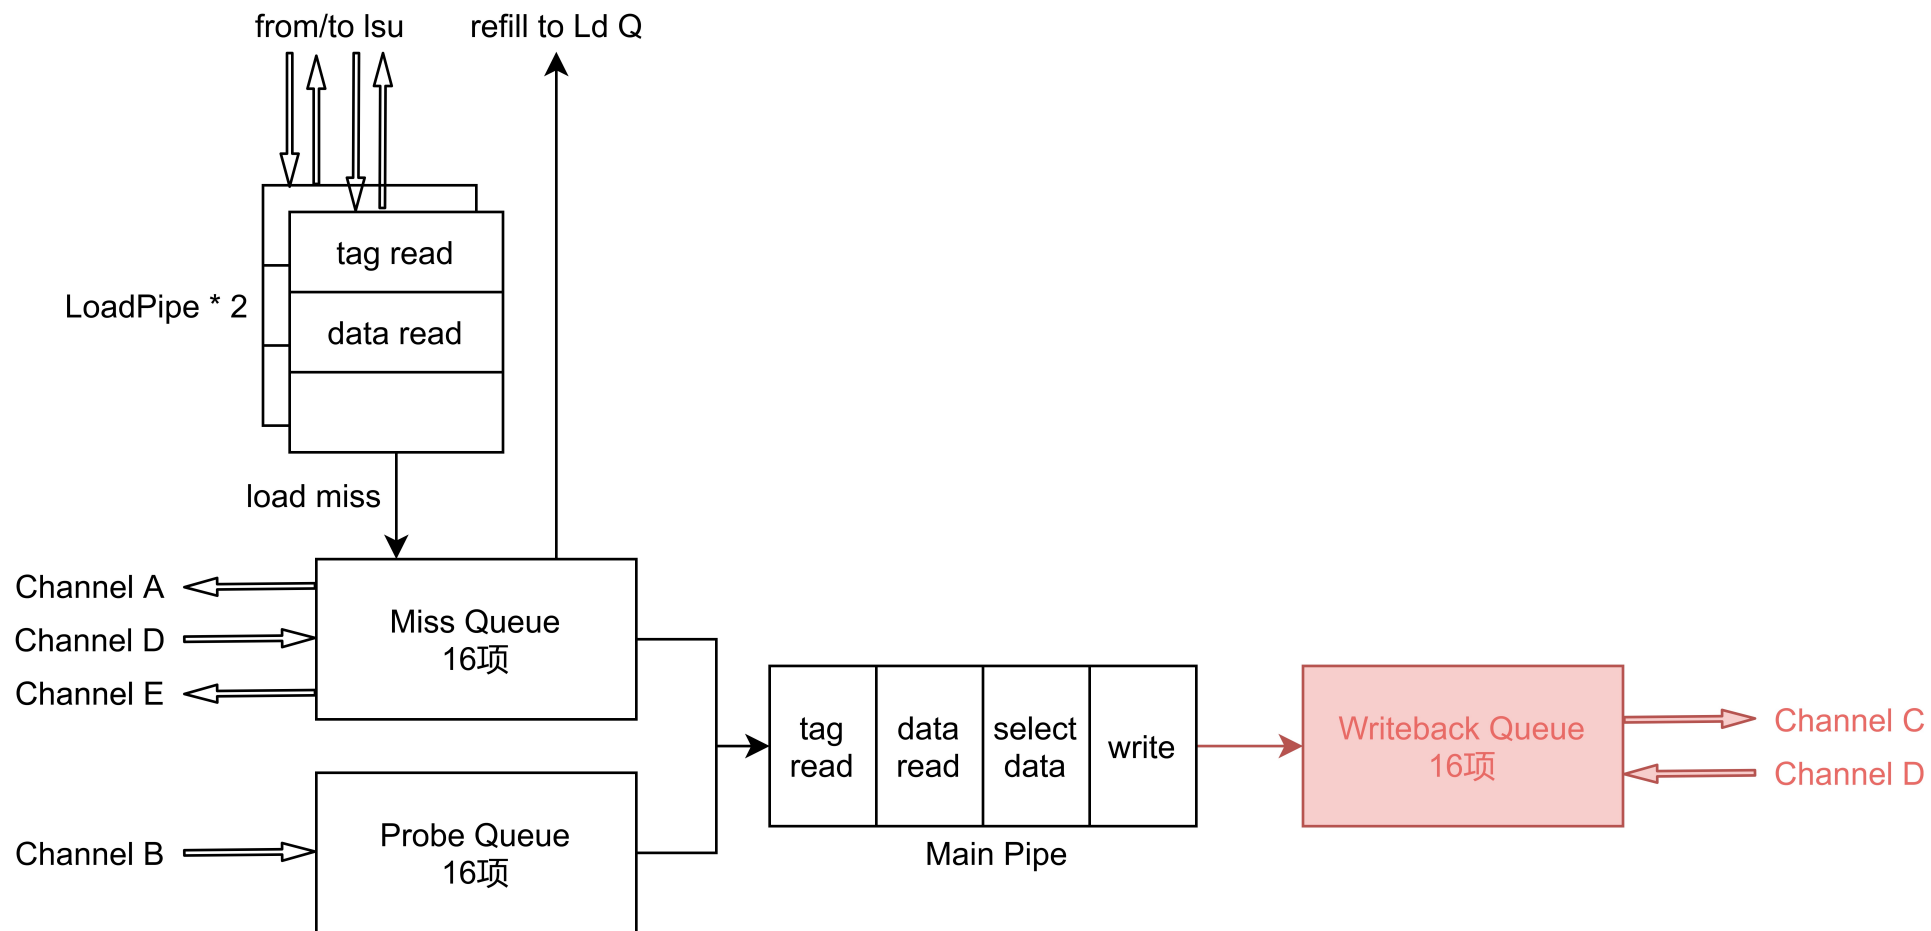 from/to lsu
refill to Ld Q
tag read
LoadPipe * 2
data read
load miss
Channel A
Channel D
Channel E
Miss Queue
16项
Channel B
Probe Queue
16项
tag
read
data
read
select
data
write
Main Pipe
Writeback Queue
16项
Channel C
Channel D